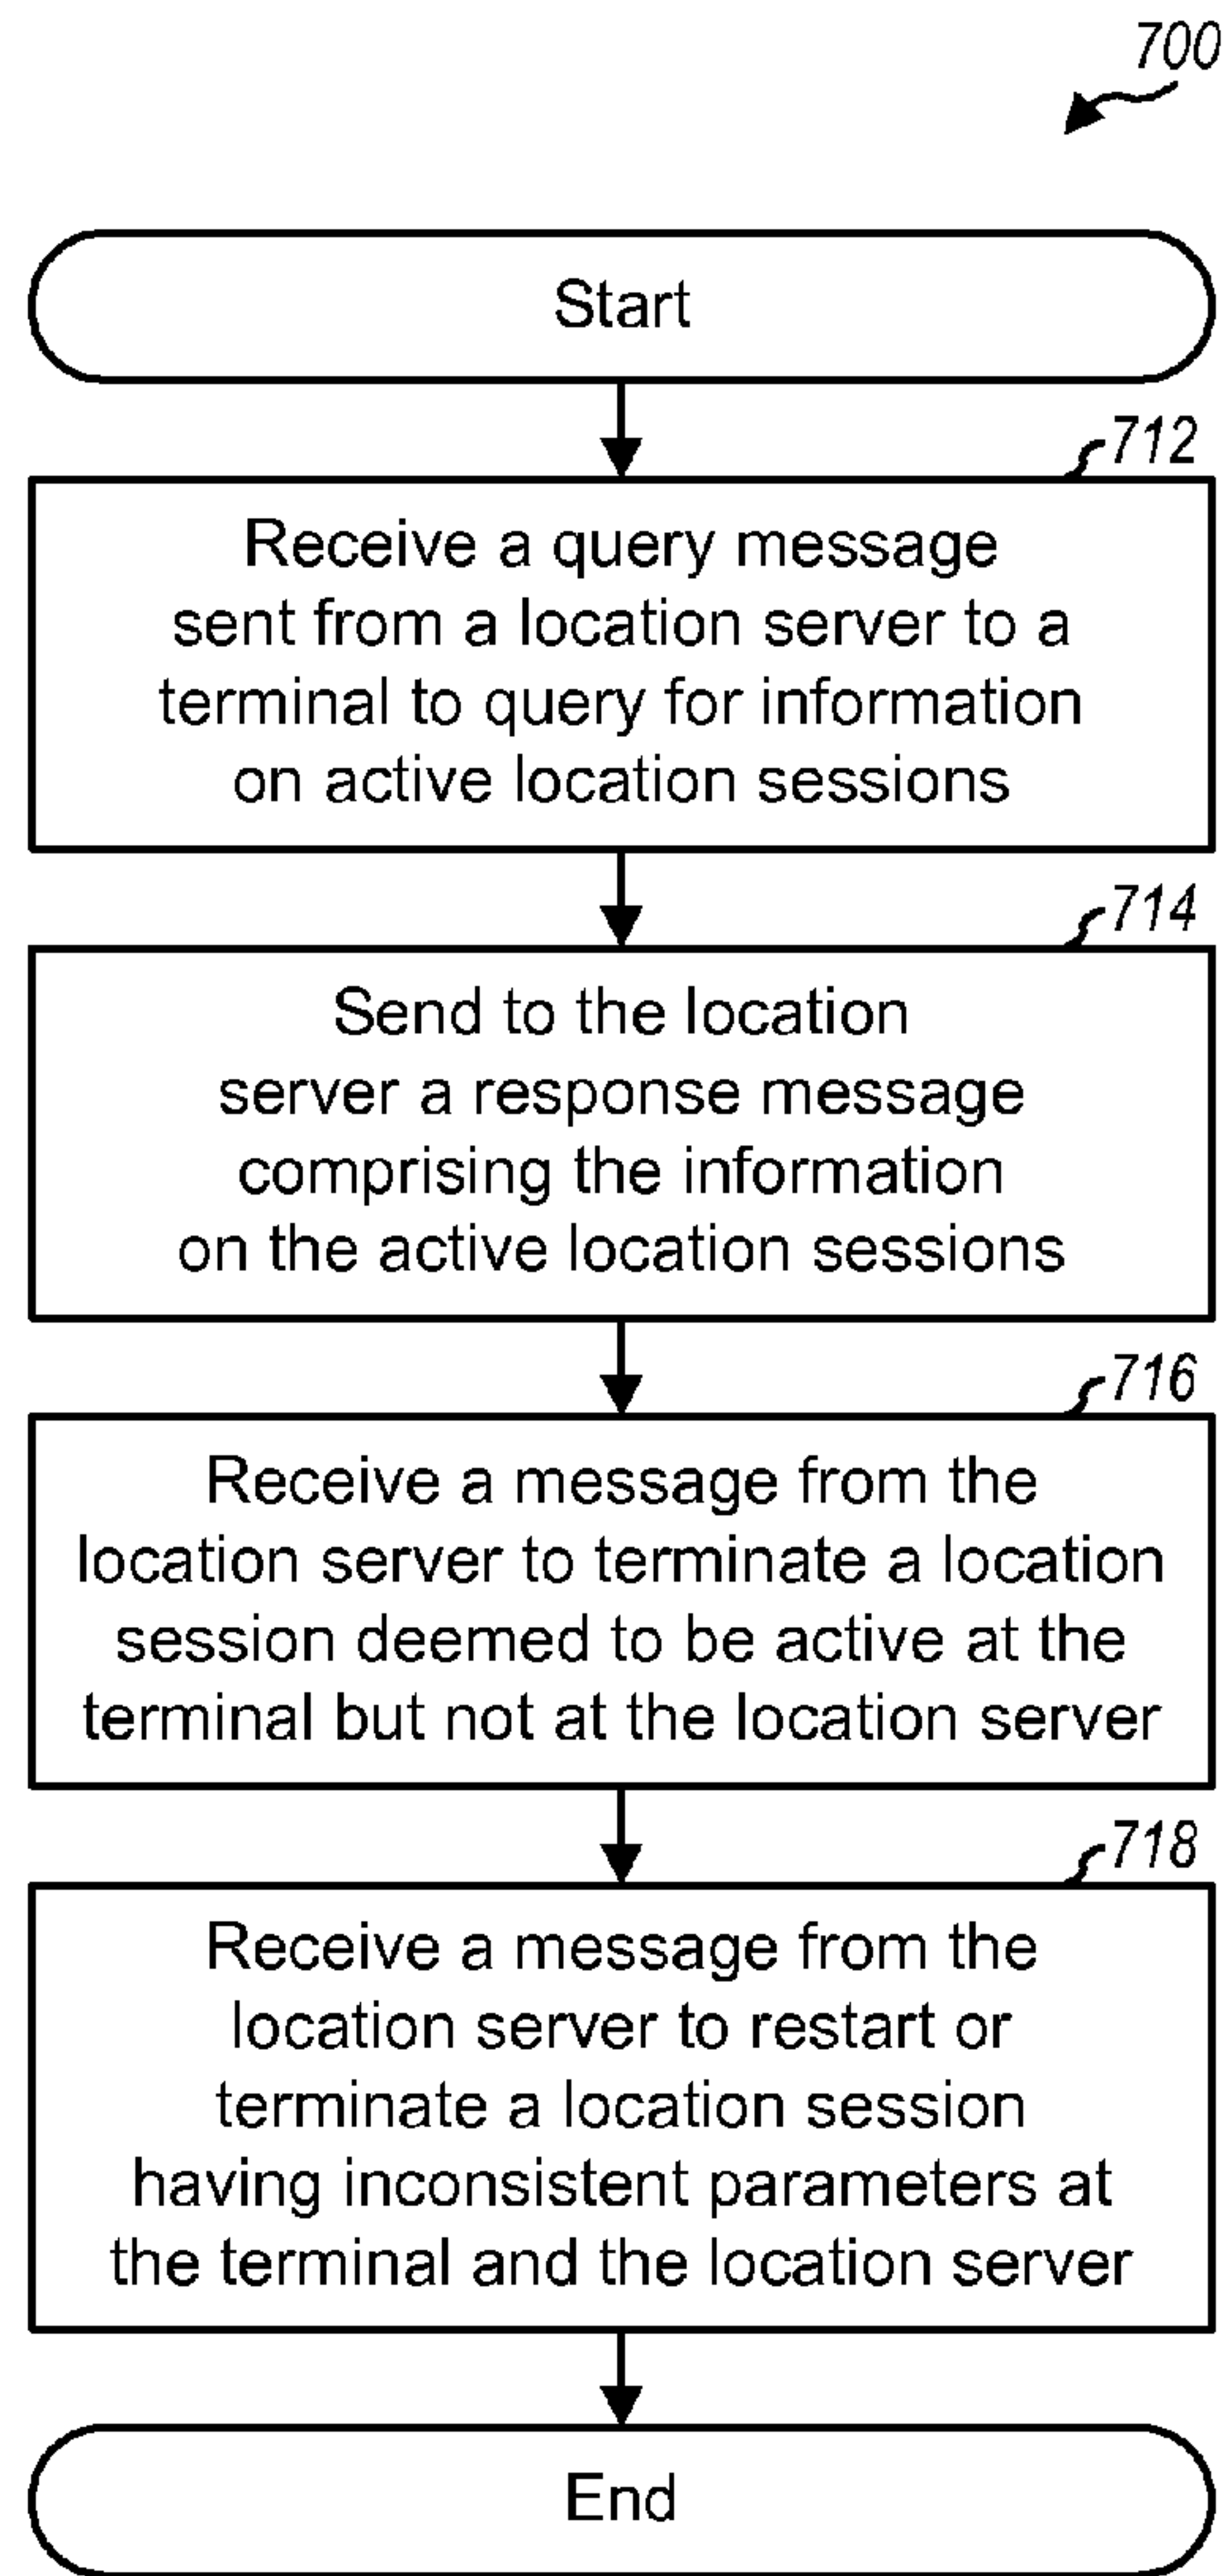 700
Start
712
Receive a query message
sent from a location server to a
terminal to query for information
on active location sessions
714
Send to the location
server a response message
comprising the information
on the active location sessions
716
Receive a message from the
location server to terminate a location
session deemed to be active at the
terminal but not at the location server
718
Receive a message from the
location server to restart or
terminate a location session
having inconsistent parameters at
the terminal and the location server
End